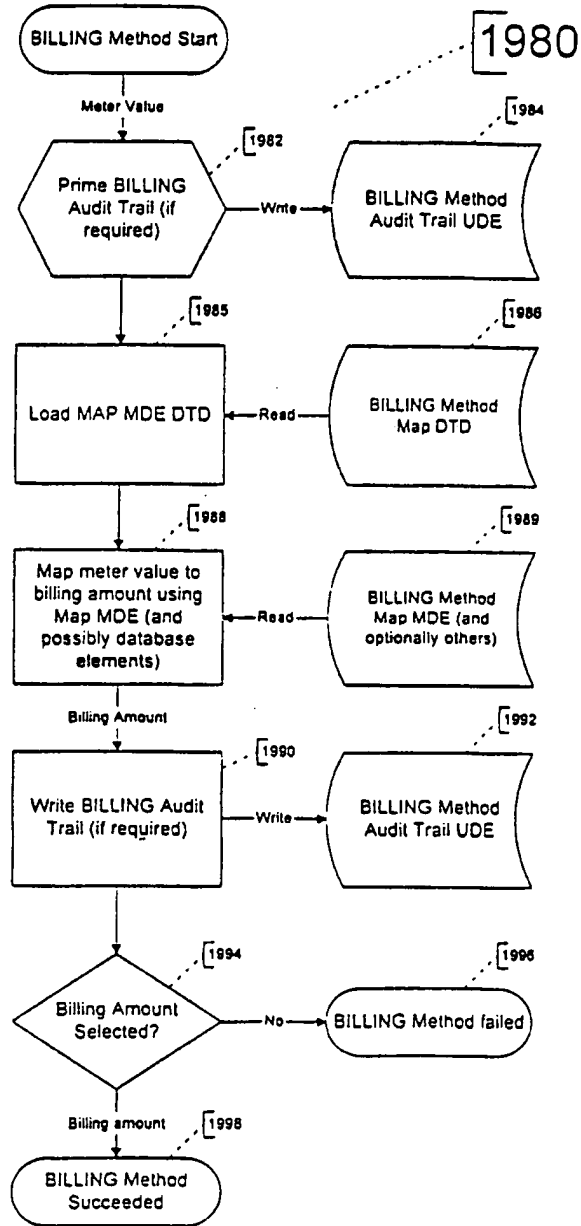 BILLING Method Start
1980
Meter Value
1982
1984
Prime BILLING
Audit Trail (if
required)
Write
BILLING Method
Audit Trail UDE
1985
1986
Load MAP MDE DTD
Read
BILLING Method
Map DTD
1988
1989
Map meter value to
billing amount using
Map MDE (and
possibly database
elements)
Read
BILLING Method
Map MDE (and
optionally others)
Billing Amount
1990
1992
Write BILLING Audit
Trail (if required)
Write
BILLING Method
Audit Trail UDE
1994
1996
Billing Amount
Selected?
No
BILLING Method failed
Billing amount
1998
BILLING Method
Succeeded